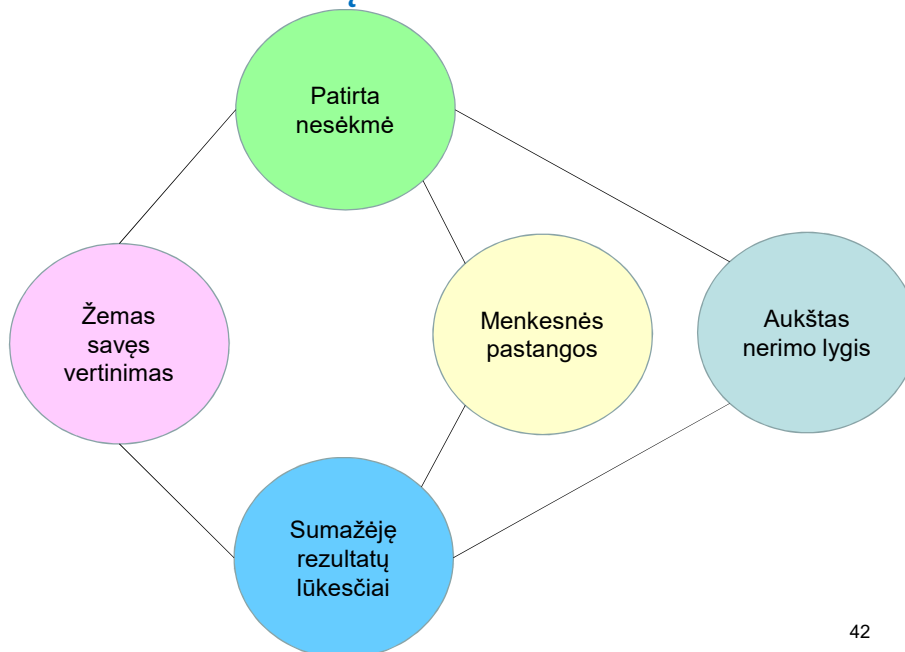 Patirta
nesėkmė
Žemas
savęs
vertinimas
Menkesnės
pastangos
Aukštas
nerimo lygis
Sumažėję
rezultatų
lūkesčiai
42